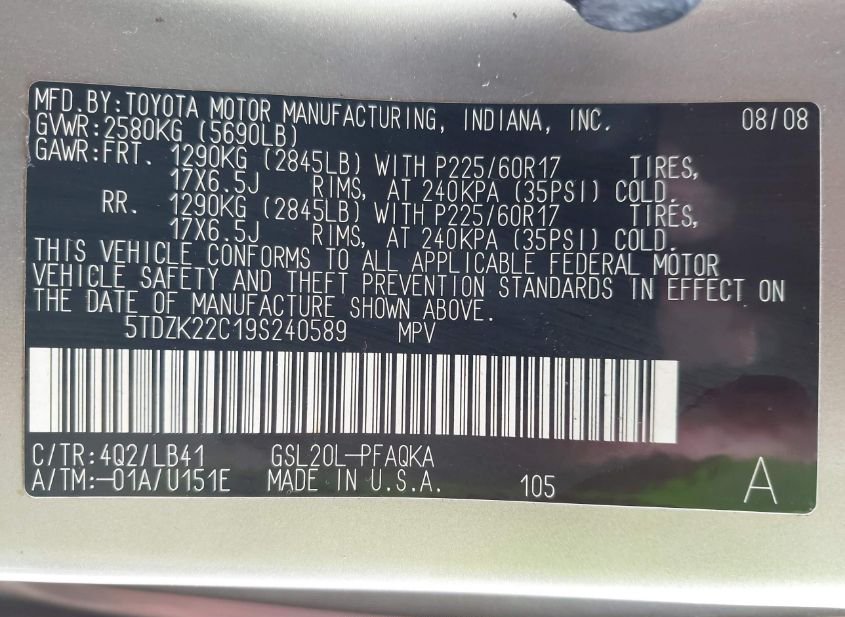 MFD.BY:TOYOTA MOTOR MANUFACTURING, INDIANA, INC. 08/08
GVWR:2580KG (5690LB)
GAWR:FRT. 1290KG (2845LB) WITH P225/60R17 TIRES,
17X6.5J RIMS, AT 240KPA (35PSI) COLD.
RR. 1290KG (2845LB) WITH P225/60R17 TIRES,
17X6.5J RIMS, AT 240KPA (35PSI) COLD.
THIS VEHICLE CONFORMS TO ALL APPLICABLE FEDERAL MOTOR
VEHICLE SAFETY AND THEFT PREVENTION STANDARDS IN EFFECT ON
THE DATE OF MANUFACTURE SHOWN ABOVE.
5TDZK22C19S240589 MPV
C/TR:4Q2/LB41 GSL20L-PFAQKA
A/TM:-01A/U151E MADE IN U.S.A. 105 A